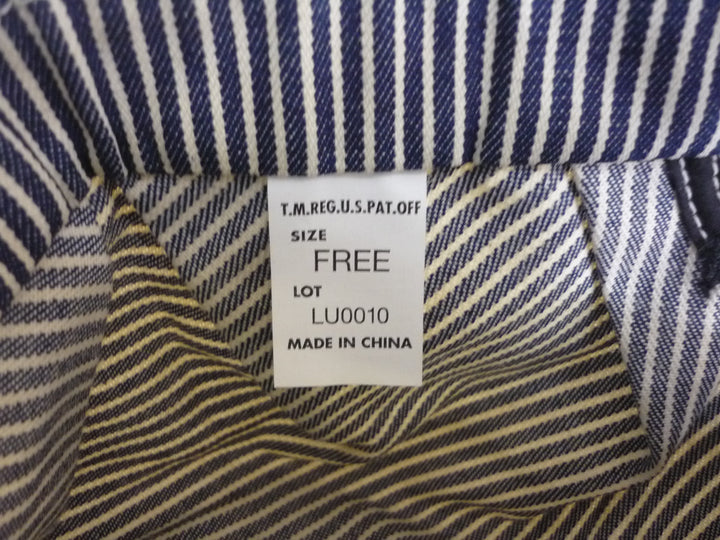 T.M.REG.U.S.PAT.OFF
SIZE
FREE
LOT
LU0010
MADE IN CHINA